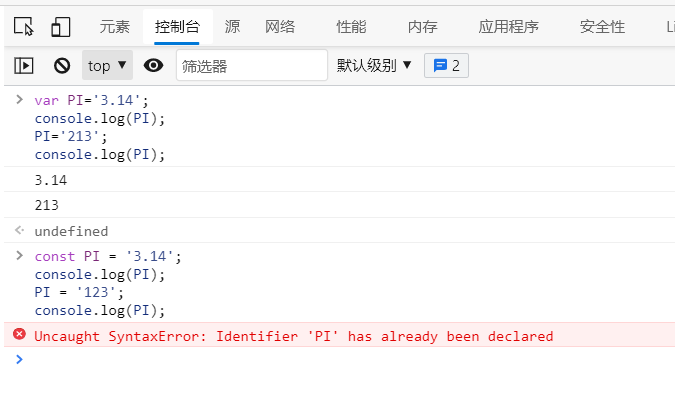 元素 控制台 源 网络 性能 内存 应用程序 安全性
top ▼ 筛选器 默认级别 ▼ 2
var PI='3.14';
console.log(PI);
PI='213';
console.log(PI);
3.14
213
undefined
const PI = '3.14';
console.log(PI);
PI = '123';
console.log(PI);
Uncaught SyntaxError: Identifier 'PI' has already been declared